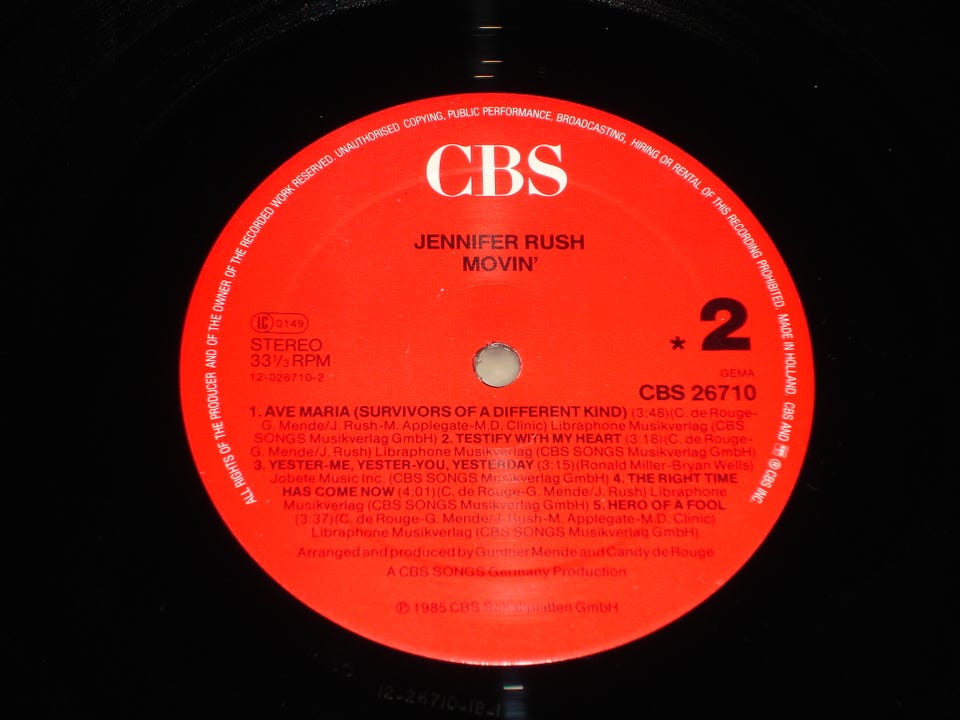 ALL RIGHTS OF THE PRODUCER AND OF THE OWNER OF THE RECORDED WORK RESERVED. UNAUTHORISED COPYING, PUBLIC PERFORMANCE, BROADCASTING, HIRING OR RENTAL OF THIS RECORDING PROHIBITED. MADE IN HOLLAND. CBS AND ® CBS INC.
CBS
JENNIFER RUSH
MOVIN'
LC 0149
STEREO
33 1/3 RPM
12-026710-2
* 2
GEMA
CBS 26710
1. AVE MARIA (SURVIVORS OF A DIFFERENT KIND) (3:48)(C. de Rouge-
G. Mende/J. Rush-M. Applegate-M.D. Clinic) Libraphone Musikverlag (CBS
SONGS Musikverlag GmbH) 2. TESTIFY WITH MY HEART (3:18)(C. de Rouge-
G. Mende/J. Rush) Libraphone Musikverlag (CBS SONGS Musikverlag GmbH)
3. YESTER-ME, YESTER-YOU, YESTERDAY (3:15)(Ronald Miller-Bryan Wells)
Jobete Music Inc. (CBS SONGS Musikverlag GmbH) 4. THE RIGHT TIME
HAS COME NOW (4:01)(C. de Rouge-G. Mende/J. Rush) Libraphone
Musikverlag (CBS SONGS Musikverlag GmbH) 5. HERO OF A FOOL
(3:37)(C. de Rouge-G. Mende/J. Rush-M. Applegate-M.D. Clinic)
Libraphone Musikverlag (CBS SONGS Musikverlag GmbH)
Arranged and produced by Gunther Mende and Candy de Rouge
A CBS SONGS Germany Production
℗ 1985 CBS Schallplatten GmbH